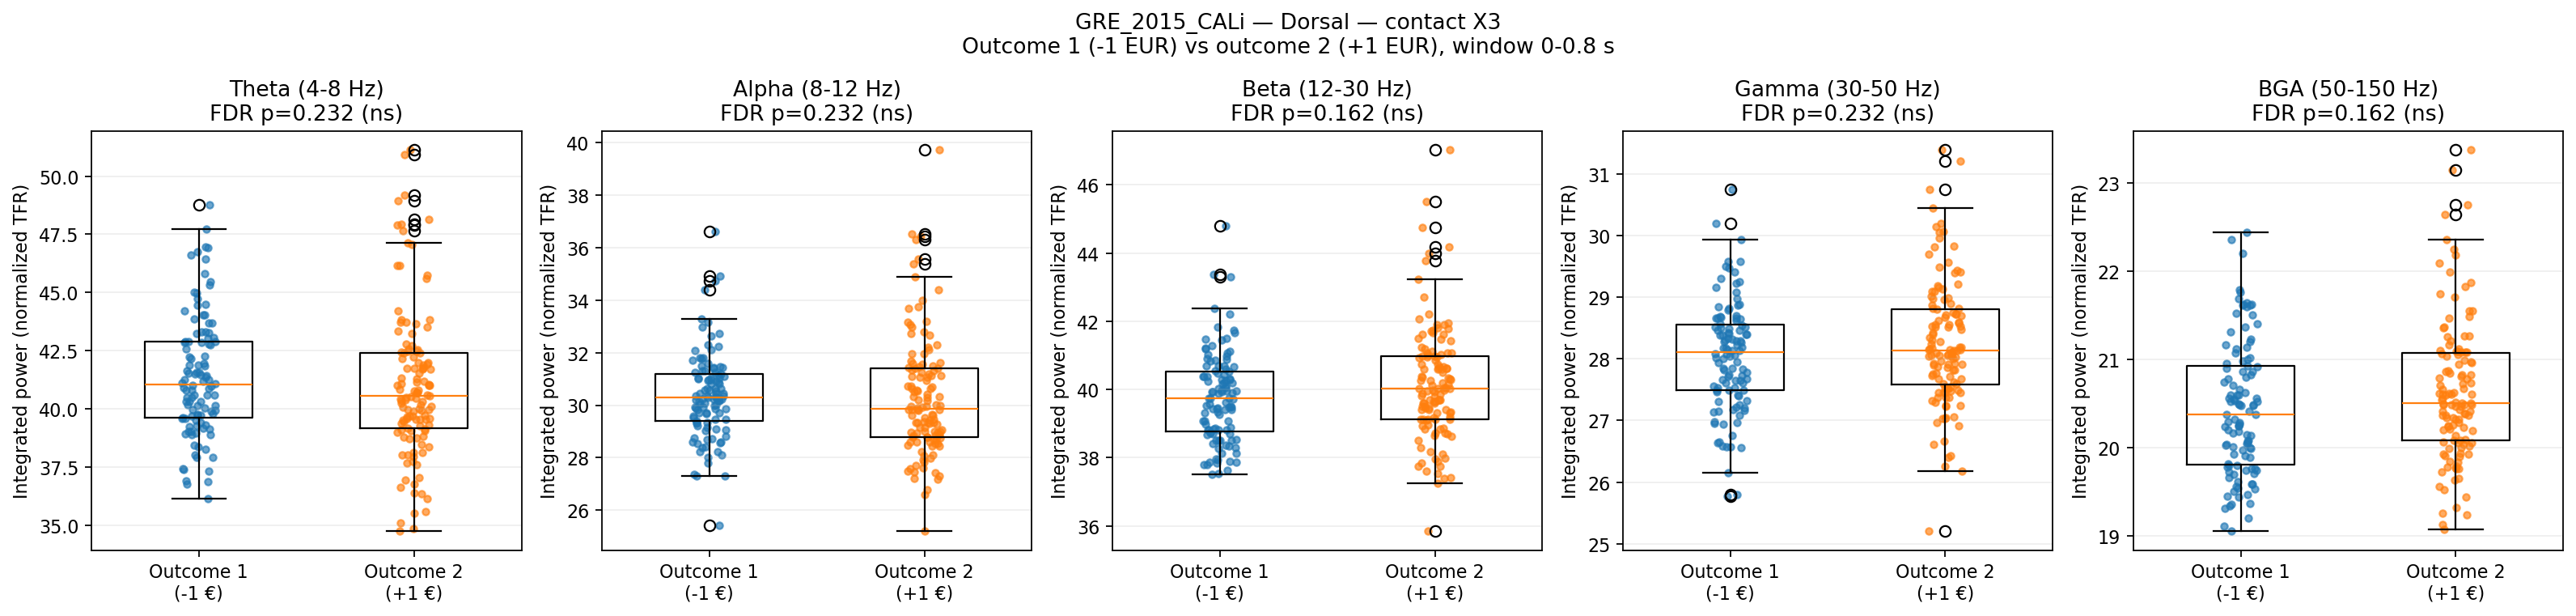 GRE_2015_CALi — Dorsal — contact X3
Outcome 1 (-1 EUR) vs outcome 2 (+1 EUR), window 0-0.8 s
Theta (4-8 Hz)
FDR p=0.232 (ns)
Integrated power (normalized TFR)
50.0
47.5
45.0
42.5
40.0
37.5
35.0
Outcome 1
(-1 €)
Outcome 2
(+1 €)
Alpha (8-12 Hz)
FDR p=0.232 (ns)
Integrated power (normalized TFR)
40
38
36
34
32
30
28
26
Outcome 1
(-1 €)
Outcome 2
(+1 €)
Beta (12-30 Hz)
FDR p=0.162 (ns)
Integrated power (normalized TFR)
46
44
42
40
38
36
Outcome 1
(-1 €)
Outcome 2
(+1 €)
Gamma (30-50 Hz)
FDR p=0.232 (ns)
Integrated power (normalized TFR)
31
30
29
28
27
26
25
Outcome 1
(-1 €)
Outcome 2
(+1 €)
BGA (50-150 Hz)
FDR p=0.162 (ns)
Integrated power (normalized TFR)
23
22
21
20
19
Outcome 1
(-1 €)
Outcome 2
(+1 €)